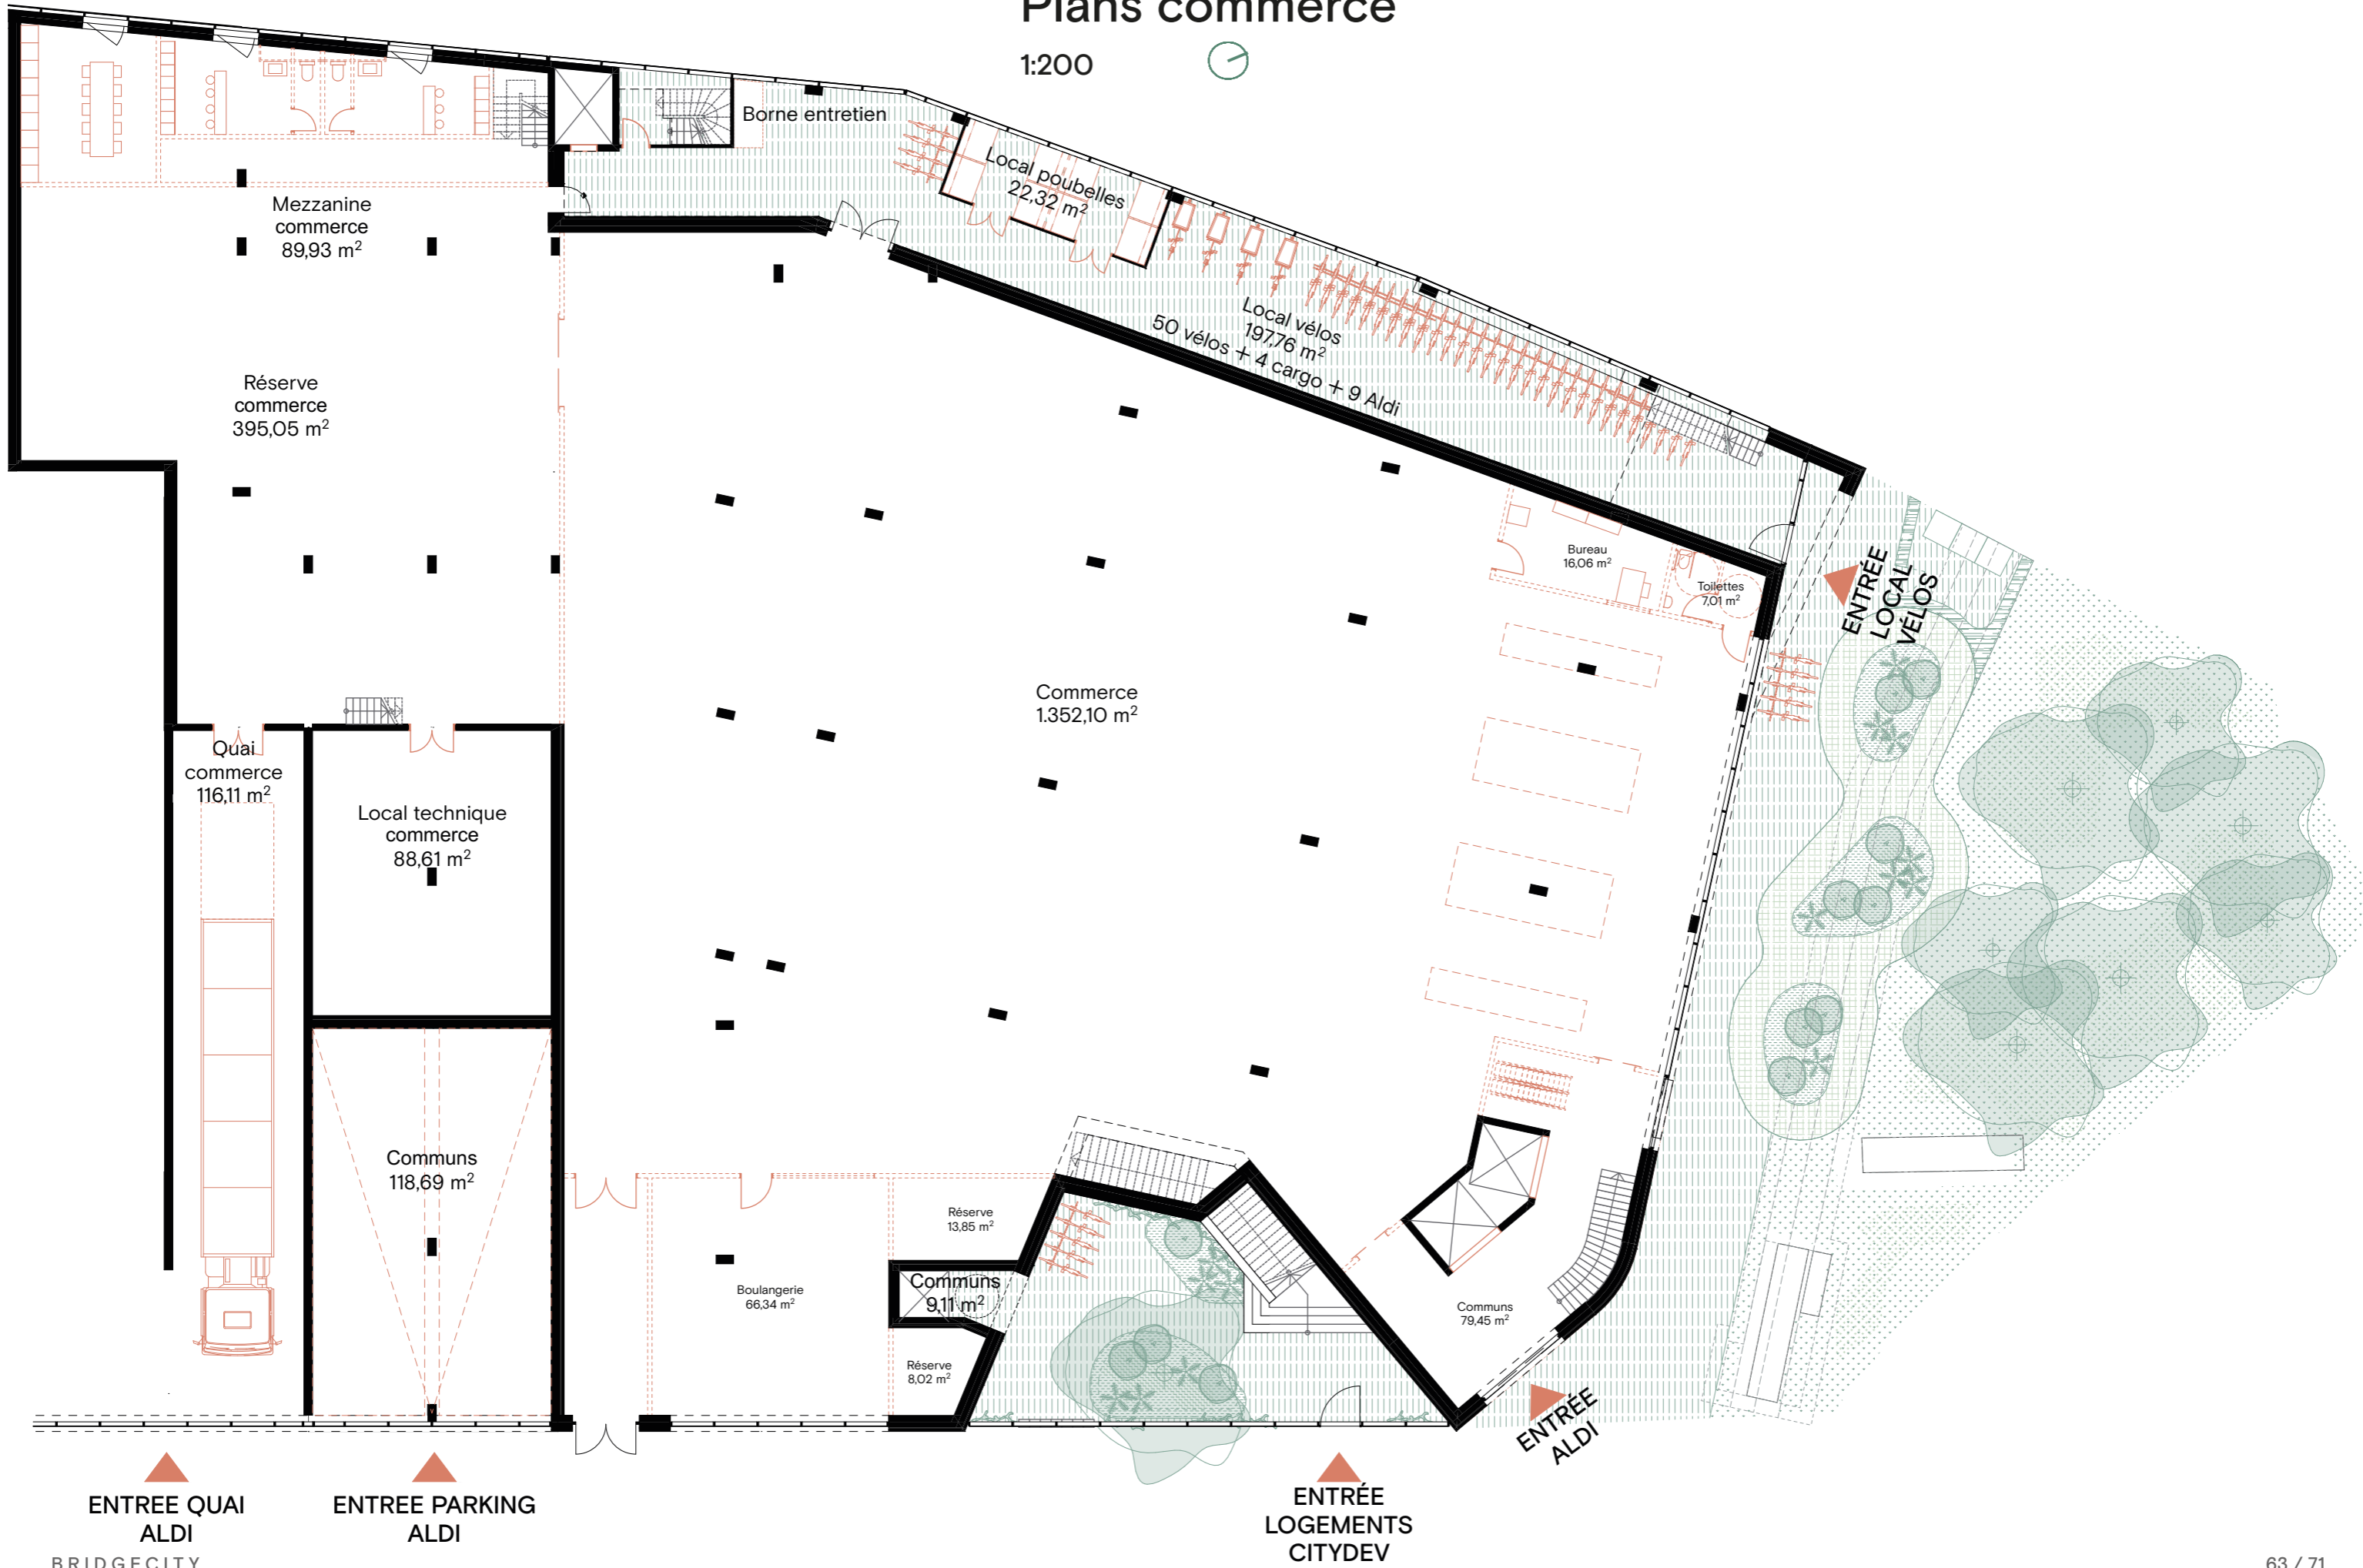 Plans commerce
1:200
Borne entretien
Local poubelles
22,32 m²
Mezzanine
commerce
89,93 m²
Local vélos
197,76 m²
50 vélos + 4 cargo + 9 Aldi
Réserve
commerce
395,05 m²
Bureau
16,06 m²
Toilettes
7,01 m²
ENTRÉE
LOCAL
VÉLOS
Commerce
1.352,10 m²
Quai
commerce
116,11 m²
Local technique
commerce
88,61 m²
Communs
118,69 m²
Réserve
13,85 m²
Boulangerie
66,34 m²
Communs
9,11 m²
Réserve
8,02 m²
Communs
79,45 m²
ENTRÉE
ALDI
ENTREE QUAI
ALDI
ENTREE PARKING
ALDI
ENTRÉE
LOGEMENTS
CITYDEV
BRIDGECITY
63 / 71